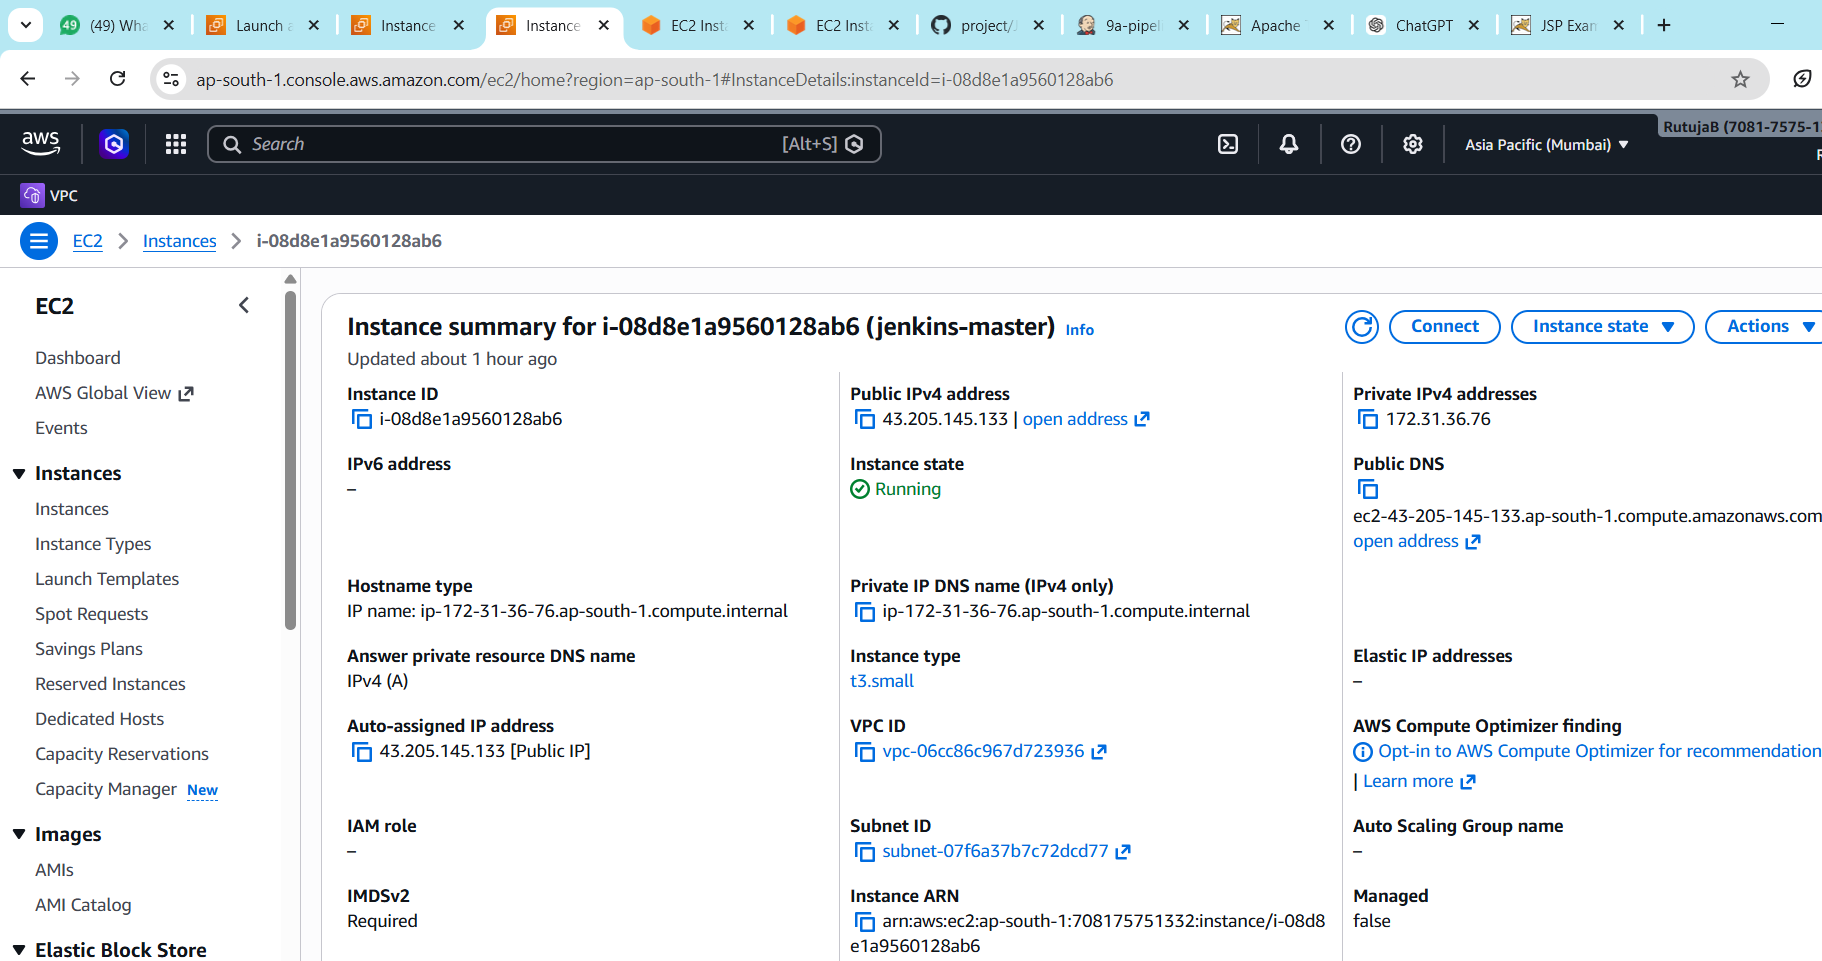 49
(49) Wha
Launch a
Instance
Instance
EC2 Inst
EC2 Inst
project/J
9a-pipeli
Apache T
ChatGPT
JSP Exam
ap-south-1.console.aws.amazon.com/ec2/home?region=ap-south-1#InstanceDetails:instanceId=i-08d8e1a9560128ab6
aws
Search
[Alt+S]
Asia Pacific (Mumbai)
RutujaB (7081-7575-1
VPC
EC2
Instances
i-08d8e1a9560128ab6
EC2
Dashboard
AWS Global View
Events
Instances
Instances
Instance Types
Launch Templates
Spot Requests
Savings Plans
Reserved Instances
Dedicated Hosts
Capacity Reservations
Capacity Manager New
Images
AMIs
AMI Catalog
Elastic Block Store
Instance summary for i-08d8e1a9560128ab6 (jenkins-master) Info
Updated about 1 hour ago
Connect
Instance state
Actions
Instance ID
i-08d8e1a9560128ab6
Public IPv4 address
43.205.145.133 | open address
Private IPv4 addresses
172.31.36.76
IPv6 address
–
Instance state
Running
Public DNS
ec2-43-205-145-133.ap-south-1.compute.amazonaws.com
open address
Hostname type
IP name: ip-172-31-36-76.ap-south-1.compute.internal
Private IP DNS name (IPv4 only)
ip-172-31-36-76.ap-south-1.compute.internal
Answer private resource DNS name
IPv4 (A)
Instance type
t3.small
Elastic IP addresses
–
Auto-assigned IP address
43.205.145.133 [Public IP]
VPC ID
vpc-06cc86c967d723936
AWS Compute Optimizer finding
Opt-in to AWS Compute Optimizer for recommendation
| Learn more
IAM role
–
Subnet ID
subnet-07f6a37b7c72dcd77
Auto Scaling Group name
–
IMDSv2
Required
Instance ARN
arn:aws:ec2:ap-south-1:708175751332:instance/i-08d8
e1a9560128ab6
Managed
false